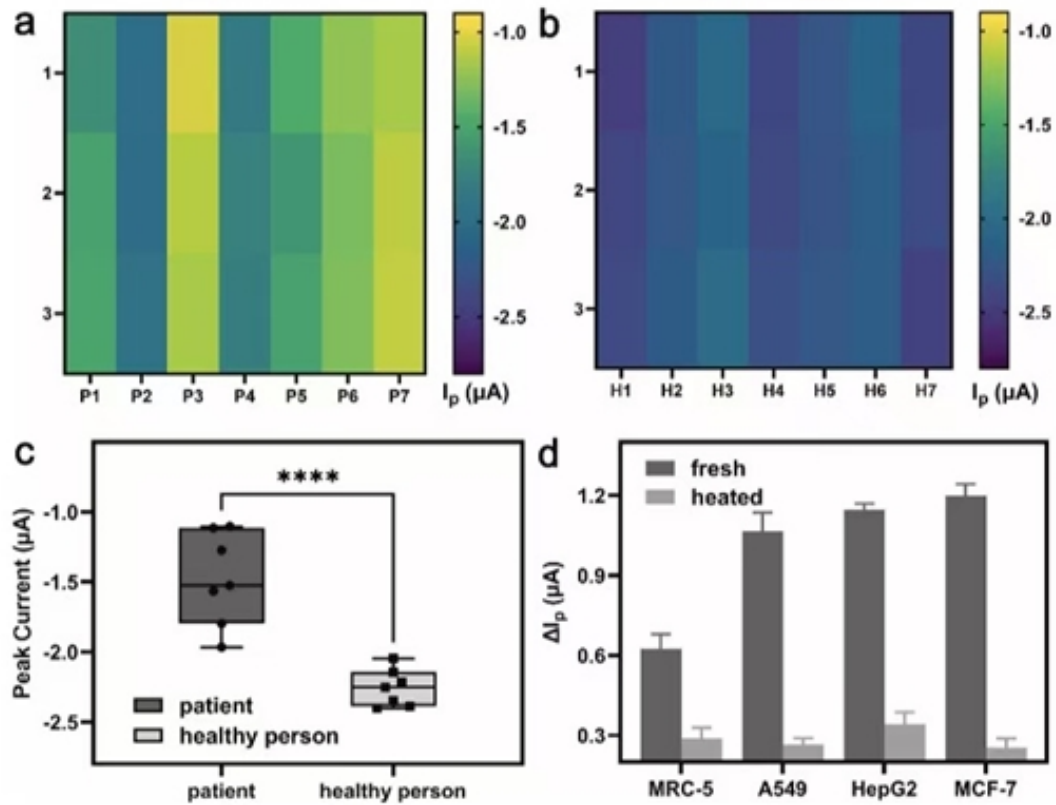 a
1
2
3
P1 P2 P3 P4 P5 P6 P7
-1.0
-1.5
-2.0
-2.5
Ip (μA)
b
1
2
3
H1 H2 H3 H4 H5 H6 H7
-1.0
-1.5
-2.0
-2.5
Ip (μA)
c
****
Peak Current (μA)
-1.0
-1.5
-2.0
-2.5
patient
healthy person
patient healthy person
d
fresh
heated
ΔIp (μA)
1.2
0.9
0.6
0.3
MRC-5 A549 HepG2 MCF-7